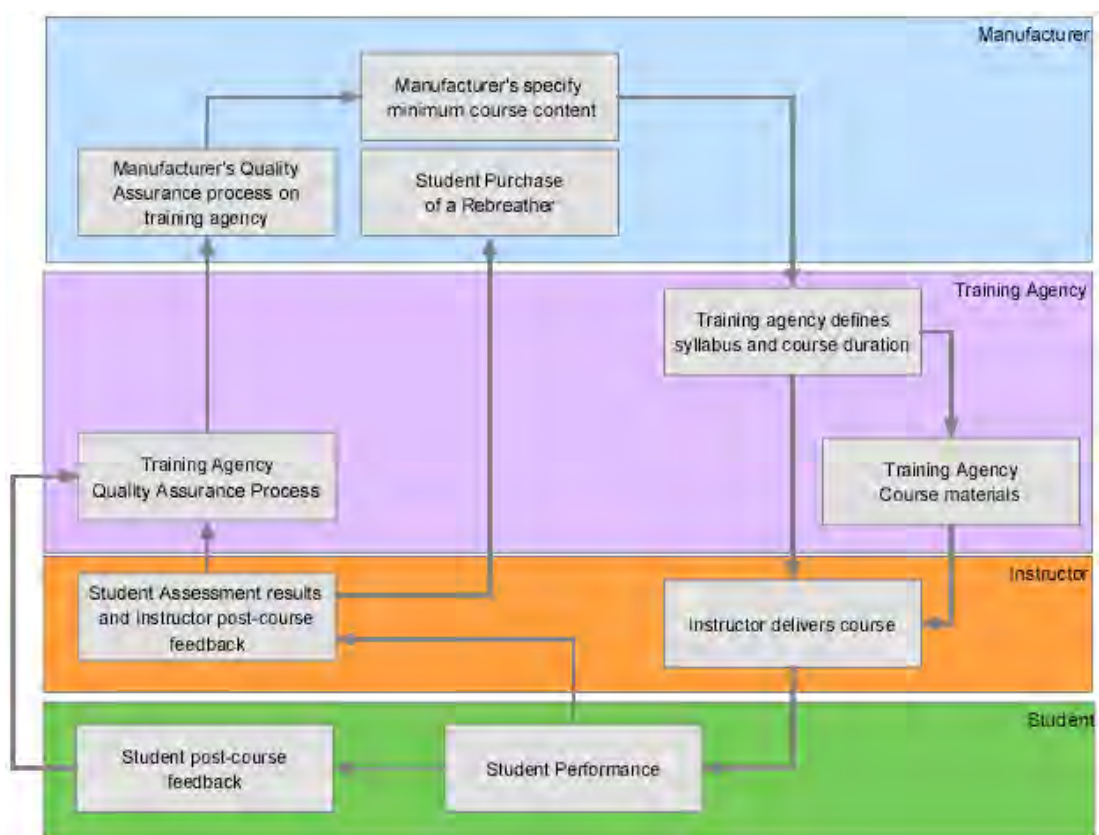 Manufacturer
Manufacturer's specify
minimum course content
Manufacturer's Quality
Assurance process on
training agency
Student Purchase
of a Rebreather
Training Agency
Training agency defines
syllabus and course duration
Training Agency
Quality Assurance Process
Training Agency
Course materials
Instructor
Student Assessment results
and Instructor post-course
feedback
Instructor delivers course
Student
Student post-course
feedback
Student Performance